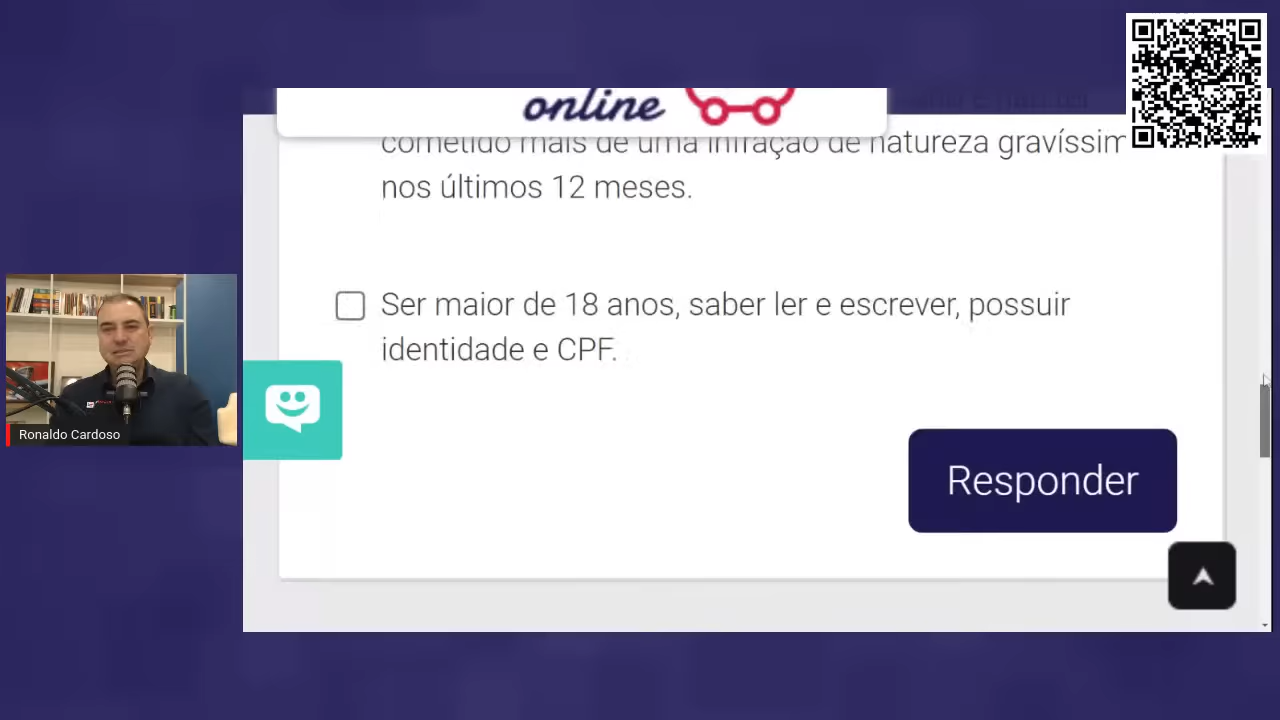 online
cometido mais de uma infração de natureza gravíssim
nos últimos 12 meses.
Ser maior de 18 anos, saber ler e escrever, possuir
identidade e CPF.
Ronaldo Cardoso
Responder